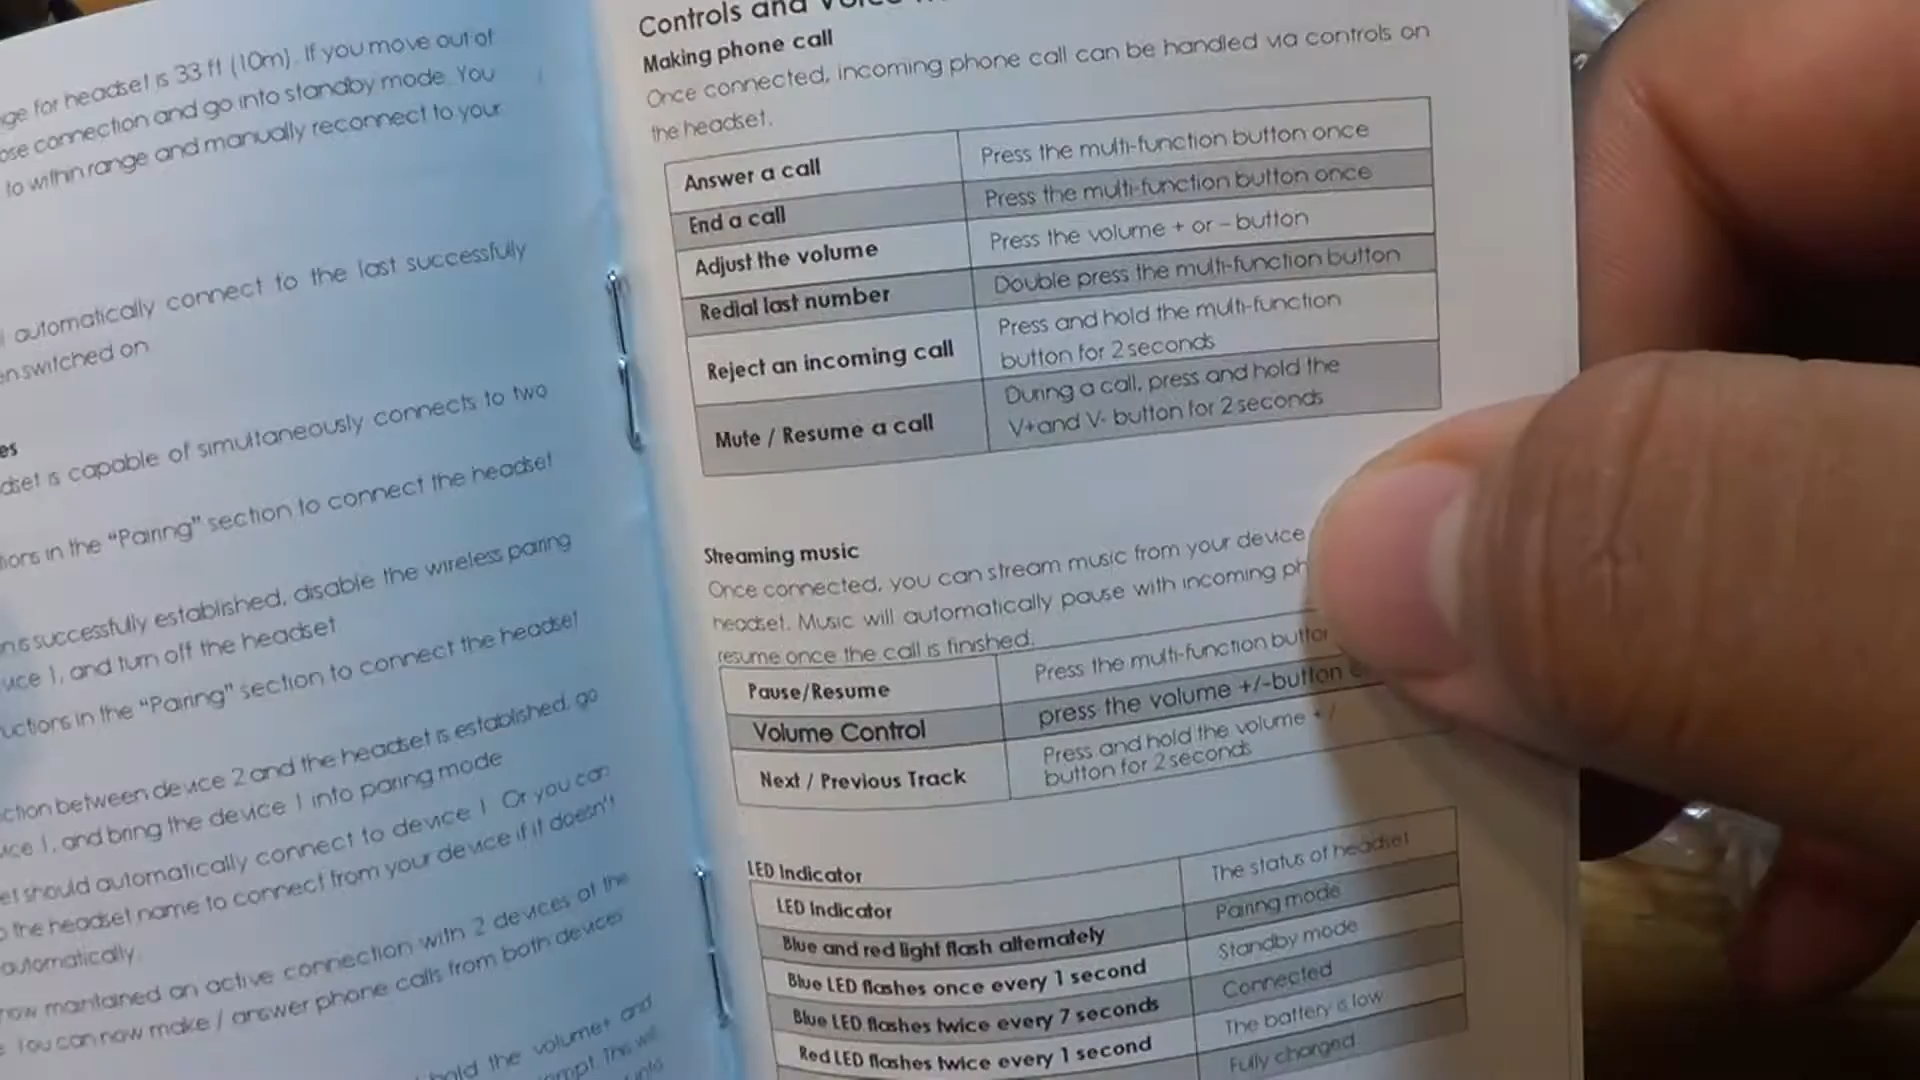 ge for headset is 33 ft (10m). If you move out of
ose connection and go into standby mode. You
to within range and manually reconnect to your
automatically connect to the last successfully
en switched on
es
dset is capable of simultaneously connects to two
ions in the "Pairing" section to connect the headset
n is successfully established, disable the wireless pairing
vice 1, and turn off the headset
uctions in the "Pairing" section to connect the headset
ction between device 2 and the headset is established, go
vice 1, and bring the device 1 into pairing mode
et should automatically connect to device 1. Or you can
o the headset name to connect from your device if it doesn't
automatically.
now maintained an active connection with 2 devices at the
You can now make / answer phone calls from both devices
hold the volume+ and
Controls and
Making phone call
Once connected, incoming phone call can be handled via controls on
the headset.
Answer a call Press the multi-function button once
End a call Press the multi-function button once
Adjust the volume Press the volume + or – button
Redial last number Double press the multi-function button
Reject an incoming call Press and hold the multi-function
button for 2 seconds
Mute / Resume a call During a call, press and hold the
V+and V- button for 2 seconds
Streaming music
Once connected, you can stream music from your device
headset. Music will automatically pause with incoming ph
resume once the call is finished.
Pause/Resume Press the multi-function button
Volume Control press the volume +/-button
Next / Previous Track Press and hold the volume + /
button for 2 seconds
LED Indicator
LED Indicator The status of headset
Blue and red light flash alternately Pairing mode
Blue LED flashes once every 1 second Standby mode
Blue LED flashes twice every 7 seconds Connected
Red LED flashes twice every 1 second The battery is low
Fully charged